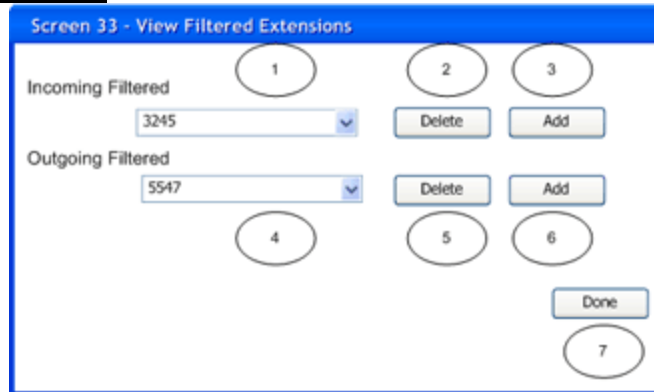 Screen 33 - View Filtered Extensions
1 2 3
Incoming Filtered
3245 Delete Add
Outgoing Filtered
5547 Delete Add
4 5 6
Done
7